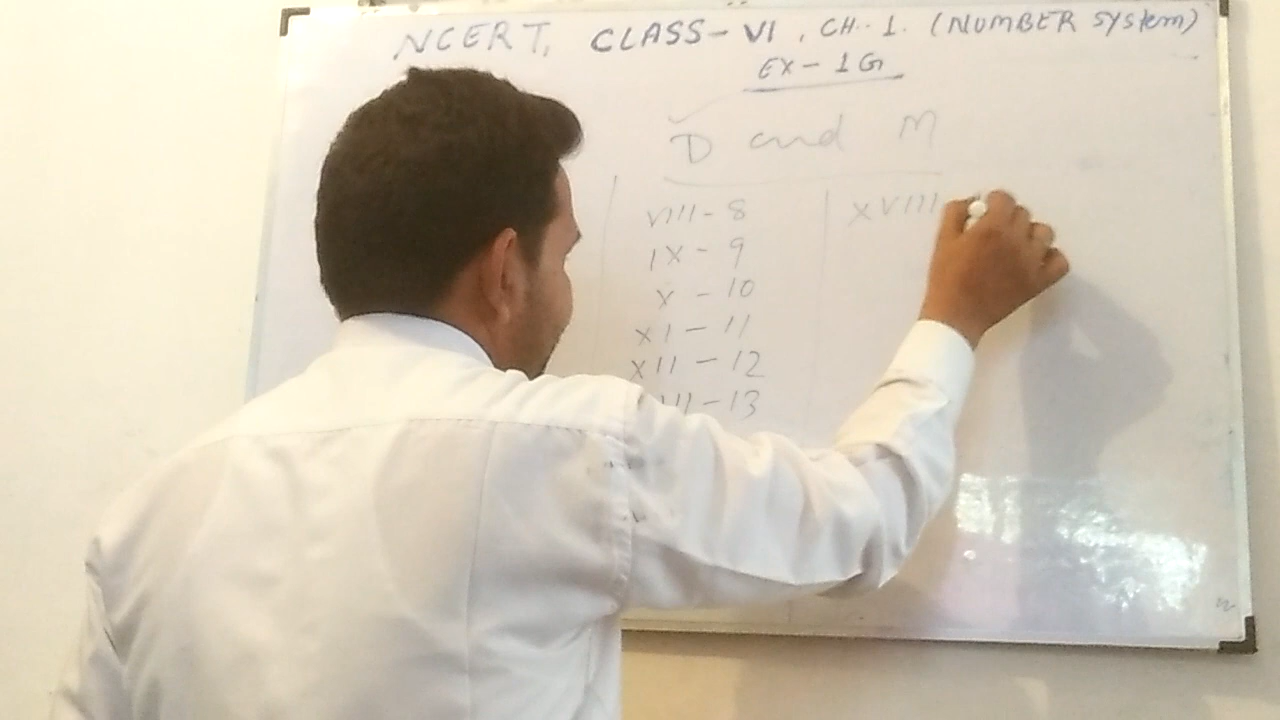 NCERT, CLASS-VI, CH-1. (NUMBER System)
EX-1G
D and M
VIII-8
IX-9
X-10
XI-11
XII-12
III-13
XVIII